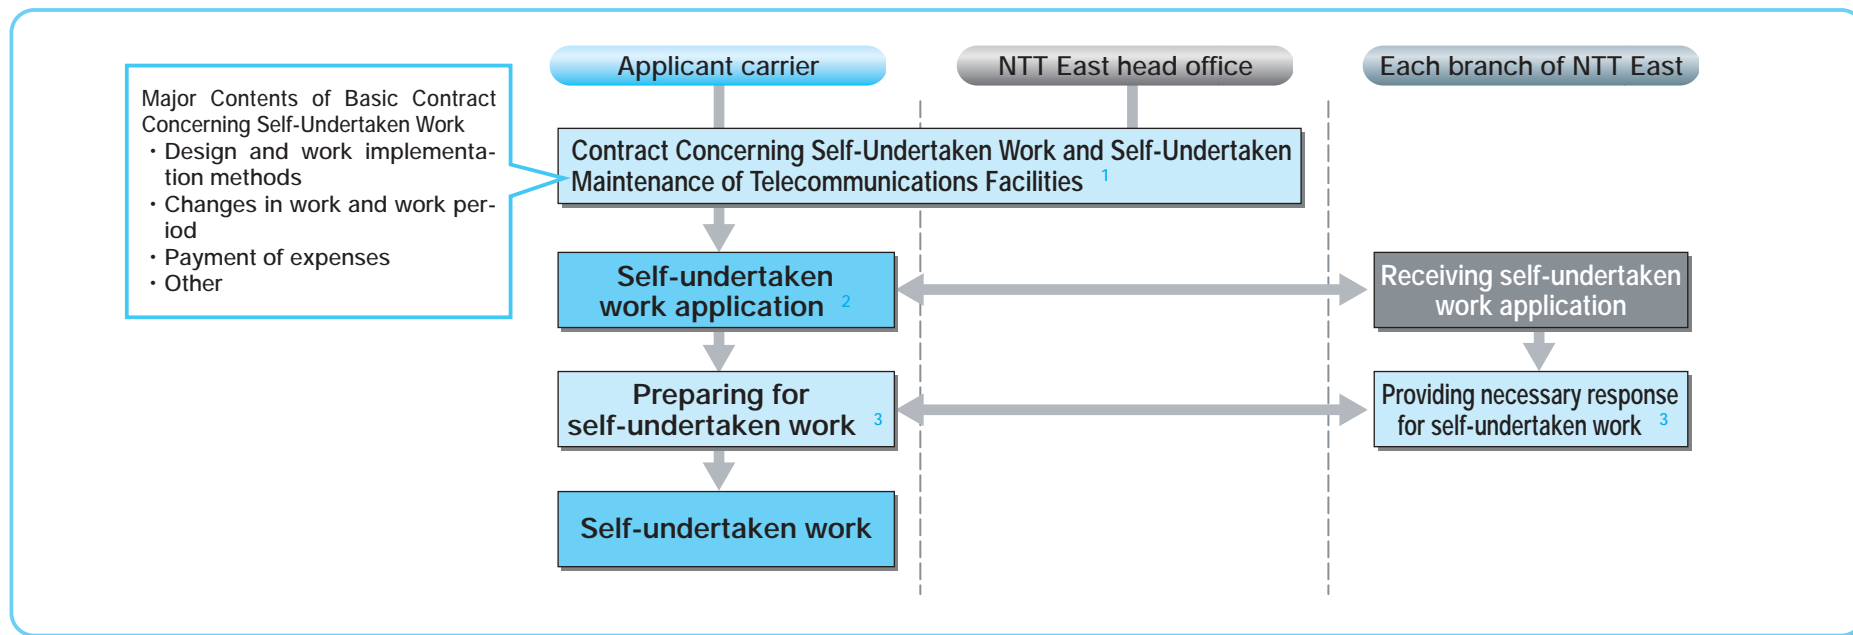 Applicant carrier
NTT East head office
Each branch of NTT East
Major Contents of Basic Contract
Concerning Self-Undertaken Work
・Design and work implementa-
tion methods
・Changes in work and work per-
iod
・Payment of expenses
・Other
Contract Concerning Self-Undertaken Work and Self-Undertaken
Maintenance of Telecommunications Facilities 1
Self-undertaken
work application 2
Receiving self-undertaken
work application
Preparing for
self-undertaken work 3
Providing necessary response
for self-undertaken work 3
Self-undertaken work